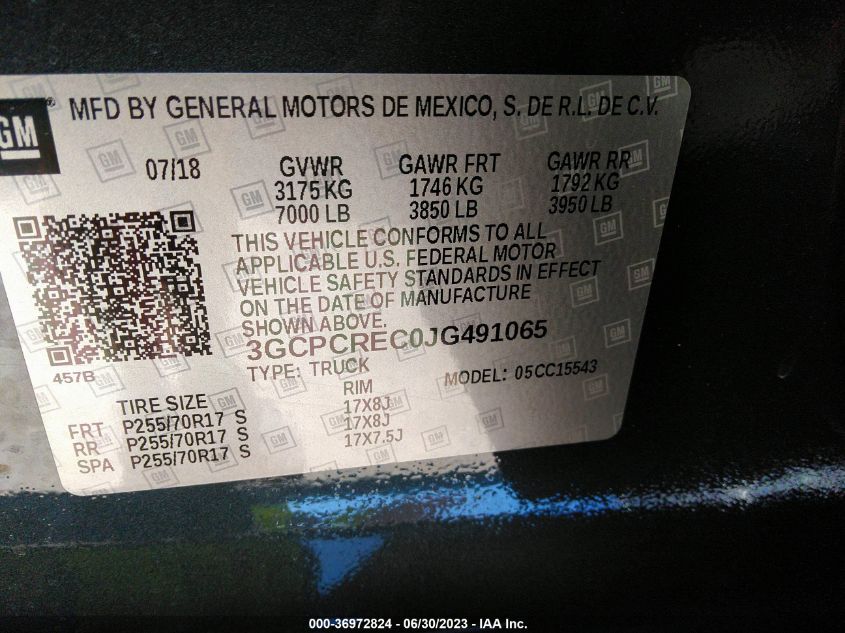 GM® MFD BY GENERAL MOTORS DE MEXICO, S. DE R.L. DE C.V.
07/18 GVWR GAWR FRT GAWR RR
3175 KG 1746 KG 1792 KG
7000 LB 3850 LB 3950 LB
THIS VEHICLE CONFORMS TO ALL
APPLICABLE U.S. FEDERAL MOTOR
VEHICLE SAFETY STANDARDS IN EFFECT
ON THE DATE OF MANUFACTURE
SHOWN ABOVE.
3GCPCREC0JG491065
457B
TYPE: TRUCK MODEL: 05CC15543
TIRE SIZE RIM
FRT P255/70R17 S 17X8J
RR P255/70R17 S 17X8J
SPA P255/70R17 S 17X7.5J
000-36972824 - 06/30/2023 - IAA Inc.